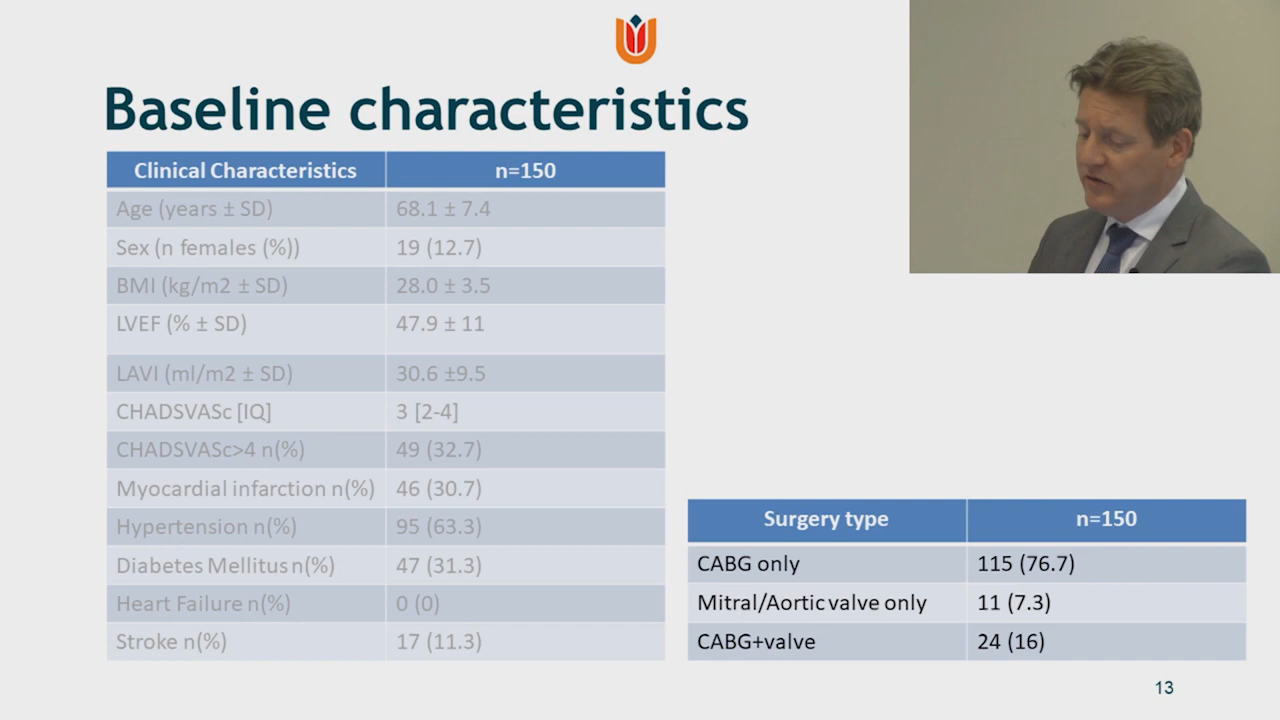 Baseline characteristics
Clinical Characteristics n=150
Age (years ± SD) 68.1 ± 7.4
Sex (n females (%)) 19 (12.7)
BMI (kg/m2 ± SD) 28.0 ± 3.5
LVEF (% ± SD) 47.9 ± 11
LAVI (ml/m2 ± SD) 30.6 ±9.5
CHADSVASc [IQ] 3 [2-4]
CHADSVASc>4 n(%) 49 (32.7)
Myocardial infarction n(%) 46 (30.7)
Hypertension n(%) 95 (63.3)
Diabetes Mellitus n(%) 47 (31.3)
Heart Failure n(%) 0 (0)
Stroke n(%) 17 (11.3)
Surgery type n=150
CABG only 115 (76.7)
Mitral/Aortic valve only 11 (7.3)
CABG+valve 24 (16)
13